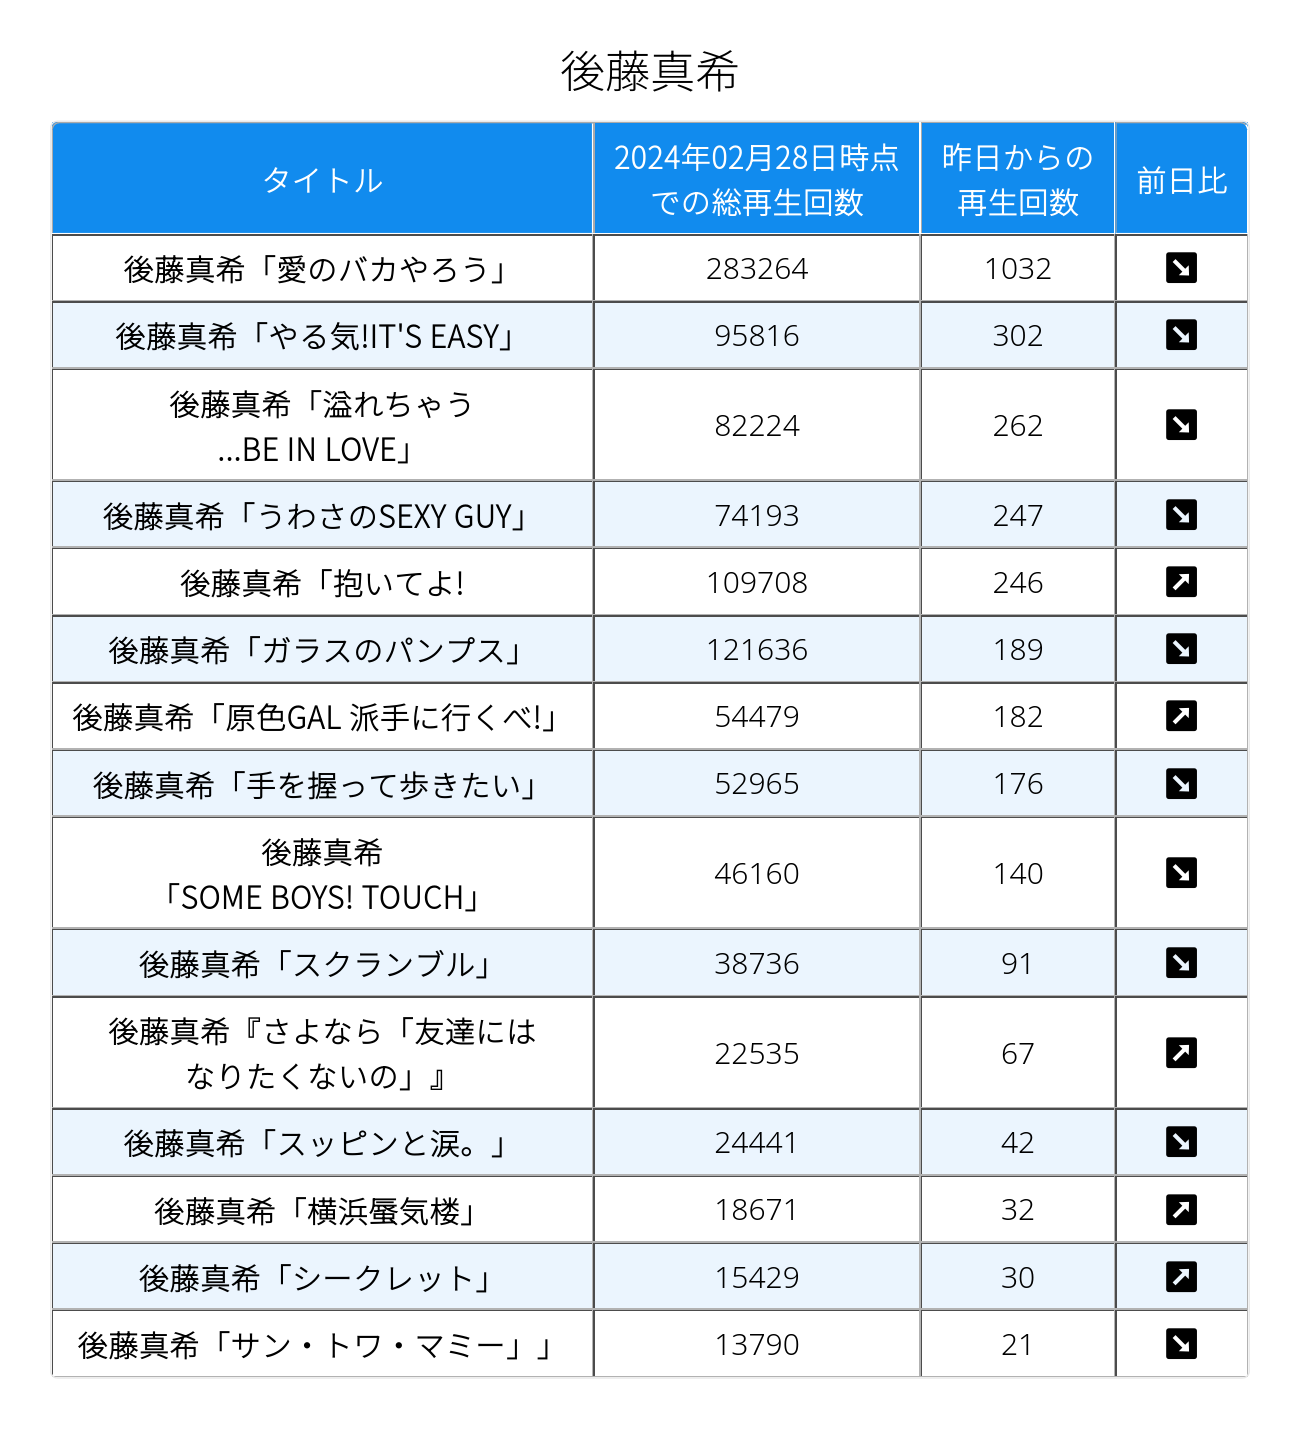 後藤真希
タイトル
2024年02月28日時点
での総再生回数
昨日からの
再生回数
前日比
後藤真希「愛のバカやろう」 283264 1032 ↘
後藤真希「やる気!IT'S EASY」 95816 302 ↘
後藤真希「溢れちゃう
...BE IN LOVE」 82224 262 ↘
後藤真希「うわさのSEXY GUY」 74193 247 ↘
後藤真希「抱いてよ! 109708 246 ↗
後藤真希「ガラスのパンプス」 121636 189 ↘
後藤真希「原色GAL 派手に行くべ!」 54479 182 ↗
後藤真希「手を握って歩きたい」 52965 176 ↘
後藤真希
「SOME BOYS! TOUCH」 46160 140 ↘
後藤真希「スクランブル」 38736 91 ↘
後藤真希『さよなら「友達には
なりたくないの」』 22535 67 ↗
後藤真希「スッピンと涙。」 24441 42 ↘
後藤真希「横浜蜃気楼」 18671 32 ↗
後藤真希「シークレット」 15429 30 ↗
後藤真希「サン・トワ・マミー」」 13790 21 ↘